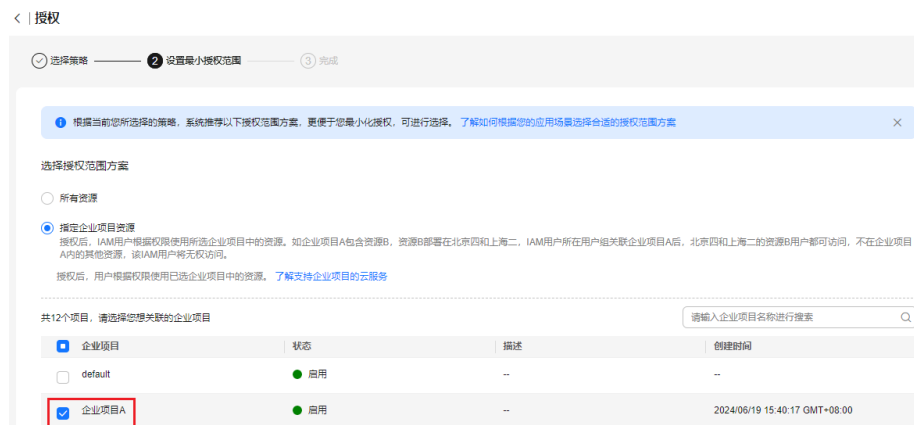 < | 授权
选择策略 2 设置最小授权范围 3 完成
根据当前您所选择的策略，系统推荐以下授权范围方案，更便于您最小化授权，可进行选择。 了解如何根据您的应用场景选择合适的授权范围方案
选择授权范围方案
所有资源
指定企业项目资源
授权后，IAM用户根据权限使用所选企业项目中的资源。如企业项目A包含资源B，资源B部署在北京四和上海二，IAM用户所在用户组关联企业项目A后，北京四和上海二的资源B用户都可访问，不在企业项目
A内的其他资源，该IAM用户将无权访问。
授权后，用户根据权限使用已选企业项目中的资源。 了解支持企业项目的云服务
共12个项目，请选择您想关联的企业项目 请输入企业项目名称进行搜索
企业项目 状态 描述 创建时间
default 启用 -- --
企业项目A 启用 -- 2024/06/19 15:40:17 GMT+08:00